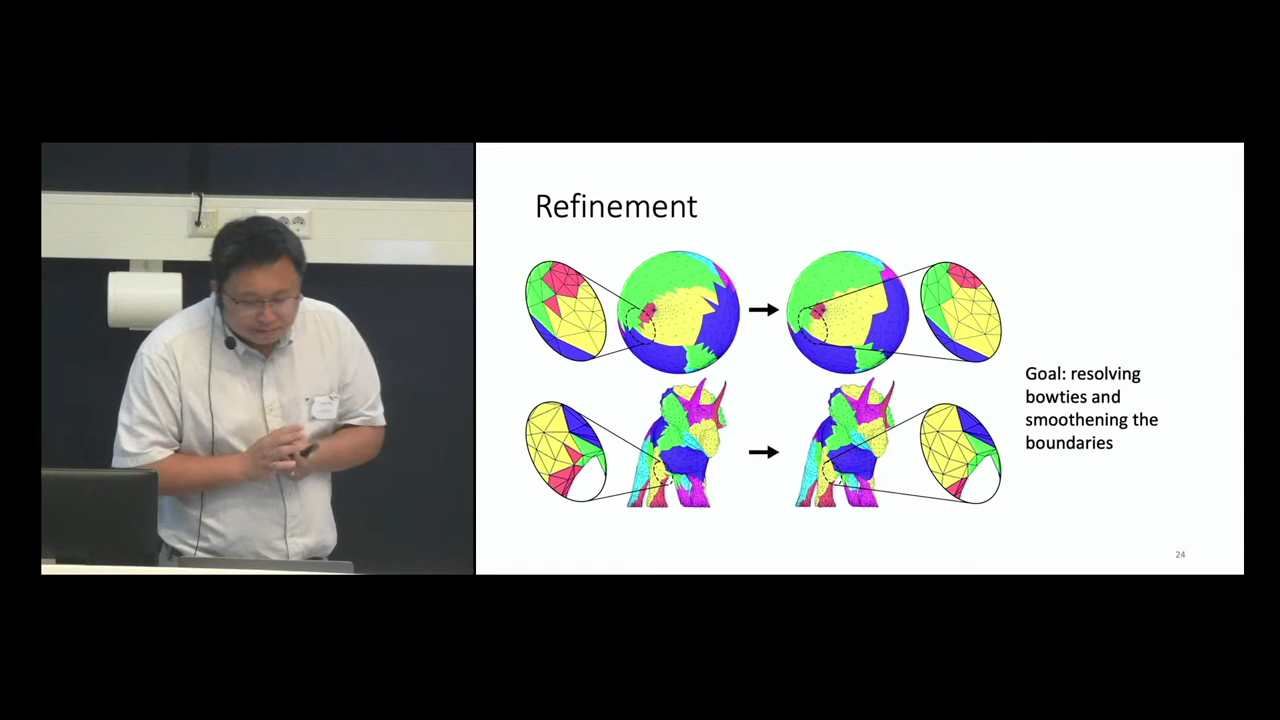 Refinement
Goal: resolving
bowties and
smoothening the
boundaries
24